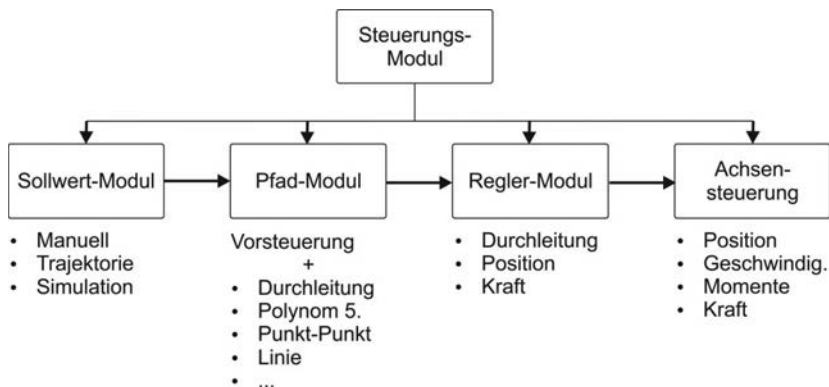 Steuerungs-
Modul
Sollwert-Modul
Pfad-Modul
Regler-Modul
Achsen-
steuerung
• Manuell
• Trajektorie
• Simulation
Vorsteuerung
+
• Durchleitung
• Polynom 5.
• Punkt-Punkt
• Linie
• ...
• Durchleitung
• Position
• Kraft
• Position
• Geschwindig.
• Momente
• Kraft